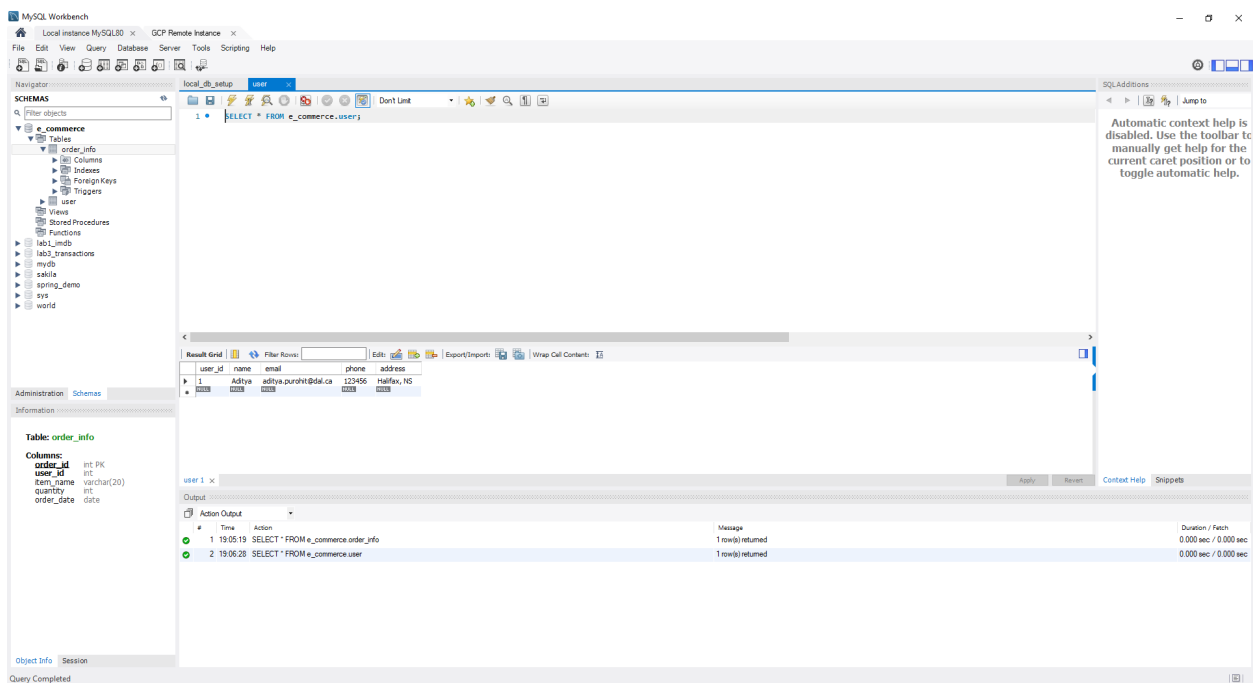 MySQL Workbench
Local instance MySQL80 × GCP Remote Instance ×
File Edit View Query Database Server Tools Scripting Help
Navigator
SCHEMAS
Filter objects
e_commerce
Tables
order_info
Columns
Indexes
Foreign Keys
Triggers
user
Views
Stored Procedures
Functions
lab1_imdb
lab3_transactions
mydb
sakila
spring_demo
sys
world
Administration Schemas
Information
Table: order_info
Columns:
order_id int PK
user_id int
item_name varchar(20)
quantity int
order_date date
Object Info Session
local_db_setup user ×
Don't Limit
1 SELECT * FROM e_commerce.user;
Result Grid Filter Rows: Edit: Export/Import: Wrap Cell Content:
user_id name email phone address
1 Aditya aditya.purohit@dal.ca 123456 Halifax, NS
NULL NULL NULL NULL NULL
user 1 × Apply Revert
Output
Action Output
# Time Action Message Duration / Fetch
1 19:05:19 SELECT * FROM e_commerce.order_info 1 row(s) returned 0.000 sec / 0.000 sec
2 19:06:28 SELECT * FROM e_commerce.user 1 row(s) returned 0.000 sec / 0.000 sec
SQLAdditions
Jump to
Automatic context help is
disabled. Use the toolbar to
manually get help for the
current caret position or to
toggle automatic help.
Context Help Snippets
Query Completed